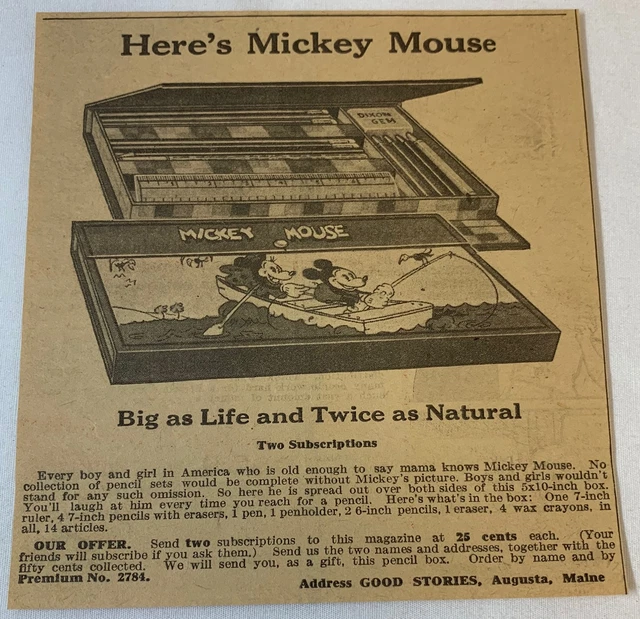 Here's Mickey Mouse
DIXON
GEM
MICKEY MOUSE
Big as Life and Twice as Natural
Two Subscriptions
Every boy and girl in America who is old enough to say mama knows Mickey Mouse. No
collection of pencil sets would be complete without Mickey's picture. Boys and girls wouldn't
stand for any such omission. So here he is spread out over both sides of this 5x10-inch box.
You'll laugh at him every time you reach for a pencil. Here's what's in the box: One 7-inch
ruler, 4 7-inch pencils with erasers, 1 pen, 1 penholder, 2 6-inch pencils, 1 eraser, 4 wax crayons, in
all, 14 articles.
OUR OFFER. Send two subscriptions to this magazine at 25 cents each. (Your
friends will subscribe if you ask them.) Send us the two names and addresses, together with the
fifty cents collected. We will send you, as a gift, this pencil box. Order by name and by
Premium No. 2784.
Address GOOD STORIES, Augusta, Maine